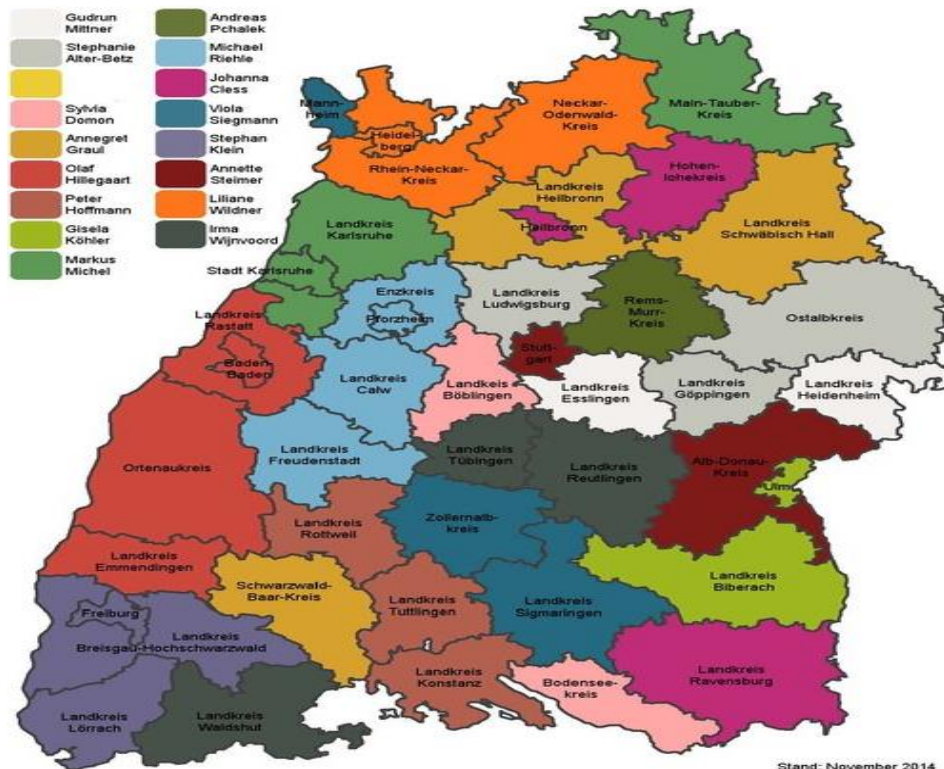 Gudrun
Mittner
Stephanie
Alter-Betz
Sylvia
Domon
Annegret
Graul
Olaf
Hillegaart
Peter
Hoffmann
Gisela
Köhler
Markus
Michel
Andreas
Pchalek
Michael
Riehle
Johanna
Cless
Viola
Siegmann
Stephan
Klein
Annette
Steimer
Liliane
Wildner
Irma
Wijnvoord
Mann-
heim
Heidel-
berg
Rhein-Neckar-
Kreis
Neckar-
Odenwald-
Kreis
Main-Tauber-
Kreis
Hohen-
lohekreis
Landkreis
Heilbronn
Heilbronn
Landkreis
Schwäbisch Hall
Landkreis
Karlsruhe
Stadt Karlsruhe
Enzkreis
Pforzheim
Landkreis
Ludwigsburg
Rems-
Murr-
Kreis
Ostalbkreis
Landkreis
Rastatt
Baden-
Baden
Landkreis
Calw
Landkeis
Böblingen
Stutt-
gart
Landkreis
Esslingen
Landkreis
Göppingen
Landkreis
Heidenheim
Ortenaukreis
Landkreis
Freudenstadt
Landkreis
Tübingen
Landkreis
Reutlingen
Alb-Donau-
Kreis
Ulm
Landkreis
Rottweil
Zollernalb-
kreis
Landkreis
Emmendingen
Schwarzwald-
Baar-Kreis
Landkreis
Tuttlingen
Landkreis
Sigmaringen
Landkreis
Biberach
Freiburg
Landkreis
Breisgau-Hochschwarzwald
Landkreis
Konstanz
Bodensee-
kreis
Landkreis
Ravensburg
Landkreis
Lörrach
Landkreis
Waldshut
Stand: November 2014